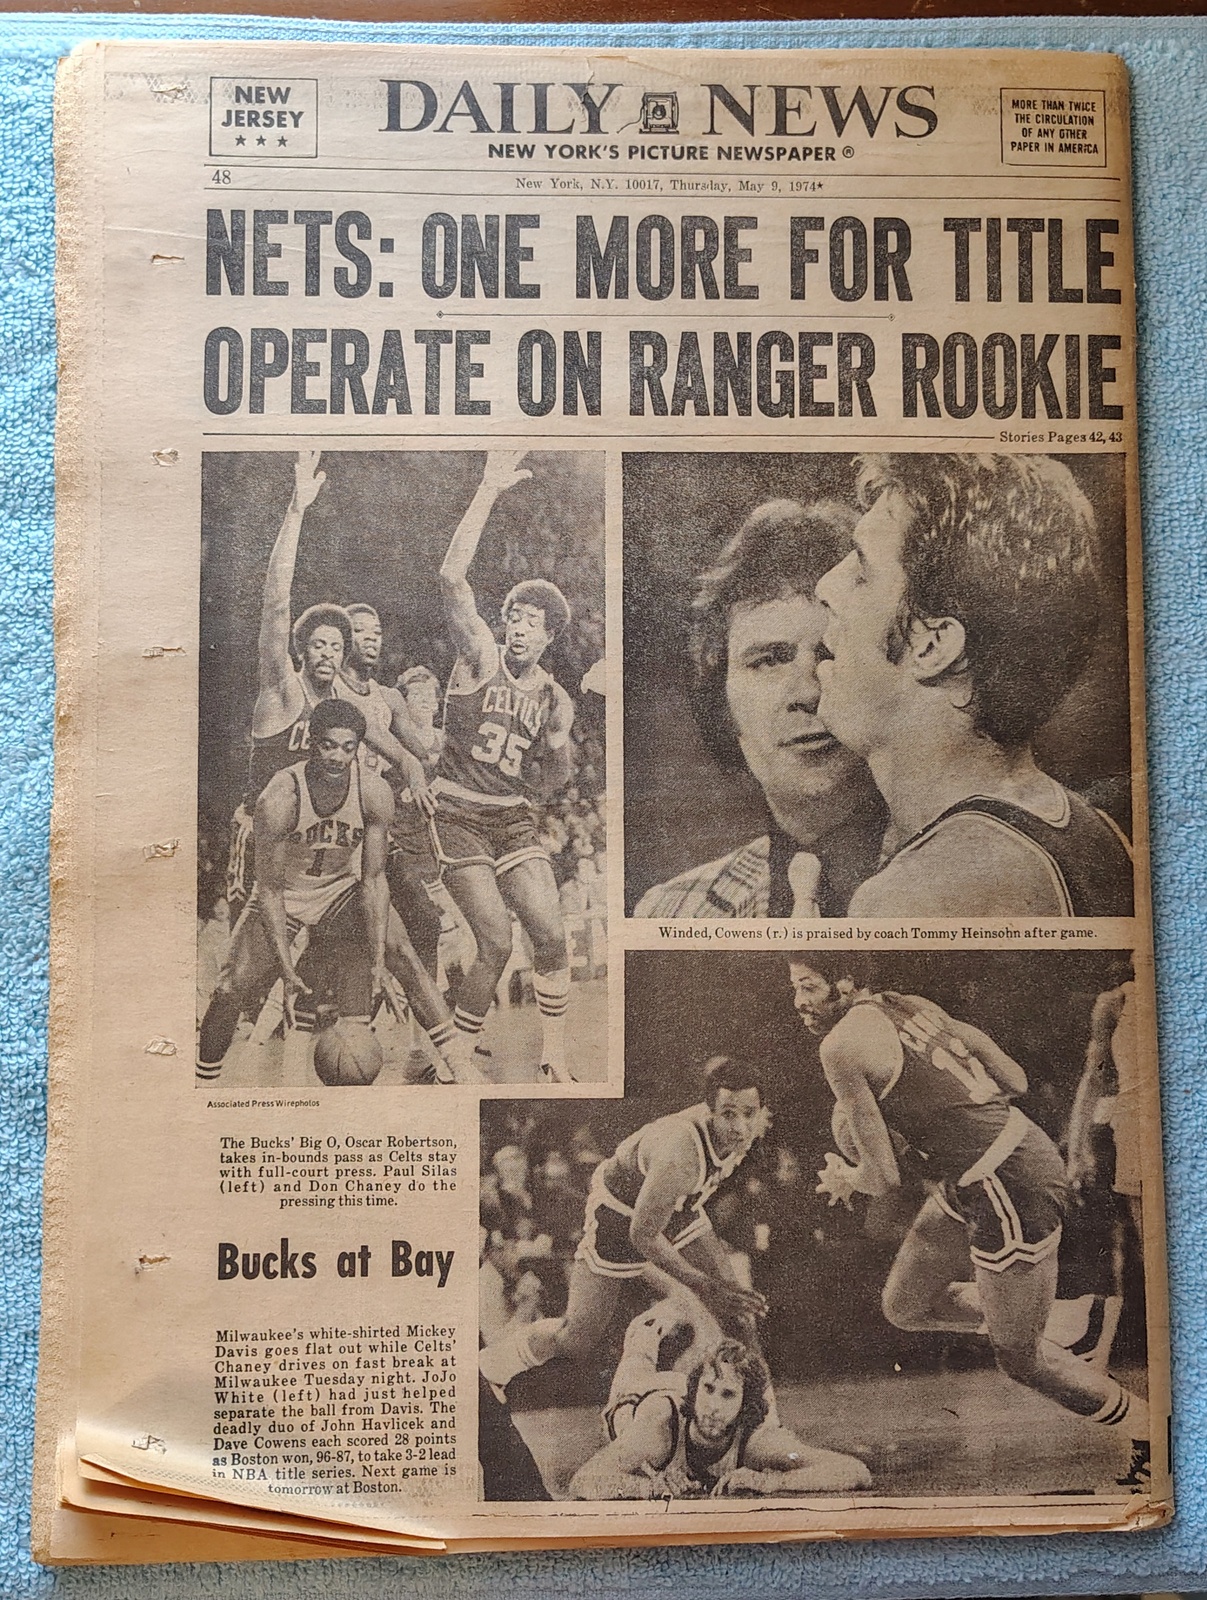 NEW
JERSEY
★ ★ ★
DAILY NEWS
NEW YORK'S PICTURE NEWSPAPER ®
MORE THAN TWICE
THE CIRCULATION
OF ANY OTHER
PAPER IN AMERICA
48
New York, N.Y. 10017, Thursday, May 9, 1974★
NETS: ONE MORE FOR TITLE
OPERATE ON RANGER ROOKIE
Stories Pages 42, 43
CELTICS
35
CE
BUCKS
1
Winded, Cowens (r.) is praised by coach Tommy Heinsohn after game.
Associated Press Wirephotos
The Bucks' Big O, Oscar Robertson,
takes in-bounds pass as Celts stay
with full-court press. Paul Silas
(left) and Don Chaney do the
pressing this time.
Bucks at Bay
Milwaukee's white-shirted Mickey
Davis goes flat out while Celts'
Chaney drives on fast break at
Milwaukee Tuesday night. JoJo
White (left) had just helped
separate the ball from Davis. The
deadly duo of John Havlicek and
Dave Cowens each scored 28 points
as Boston won, 96-87, to take 3-2 lead
in NBA title series. Next game is
tomorrow at Boston.